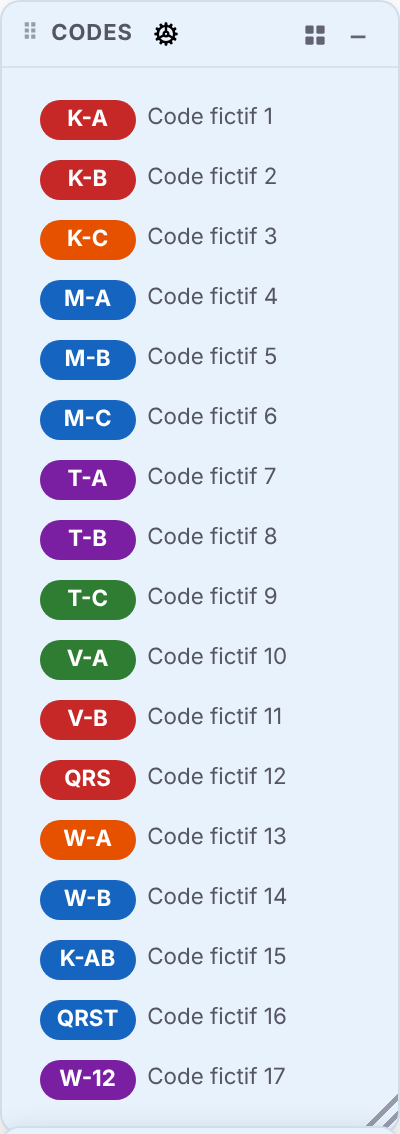 CODES
K-A Code fictif 1
K-B Code fictif 2
K-C Code fictif 3
M-A Code fictif 4
M-B Code fictif 5
M-C Code fictif 6
T-A Code fictif 7
T-B Code fictif 8
T-C Code fictif 9
V-A Code fictif 10
V-B Code fictif 11
QRS Code fictif 12
W-A Code fictif 13
W-B Code fictif 14
K-AB Code fictif 15
QRST Code fictif 16
W-12 Code fictif 17